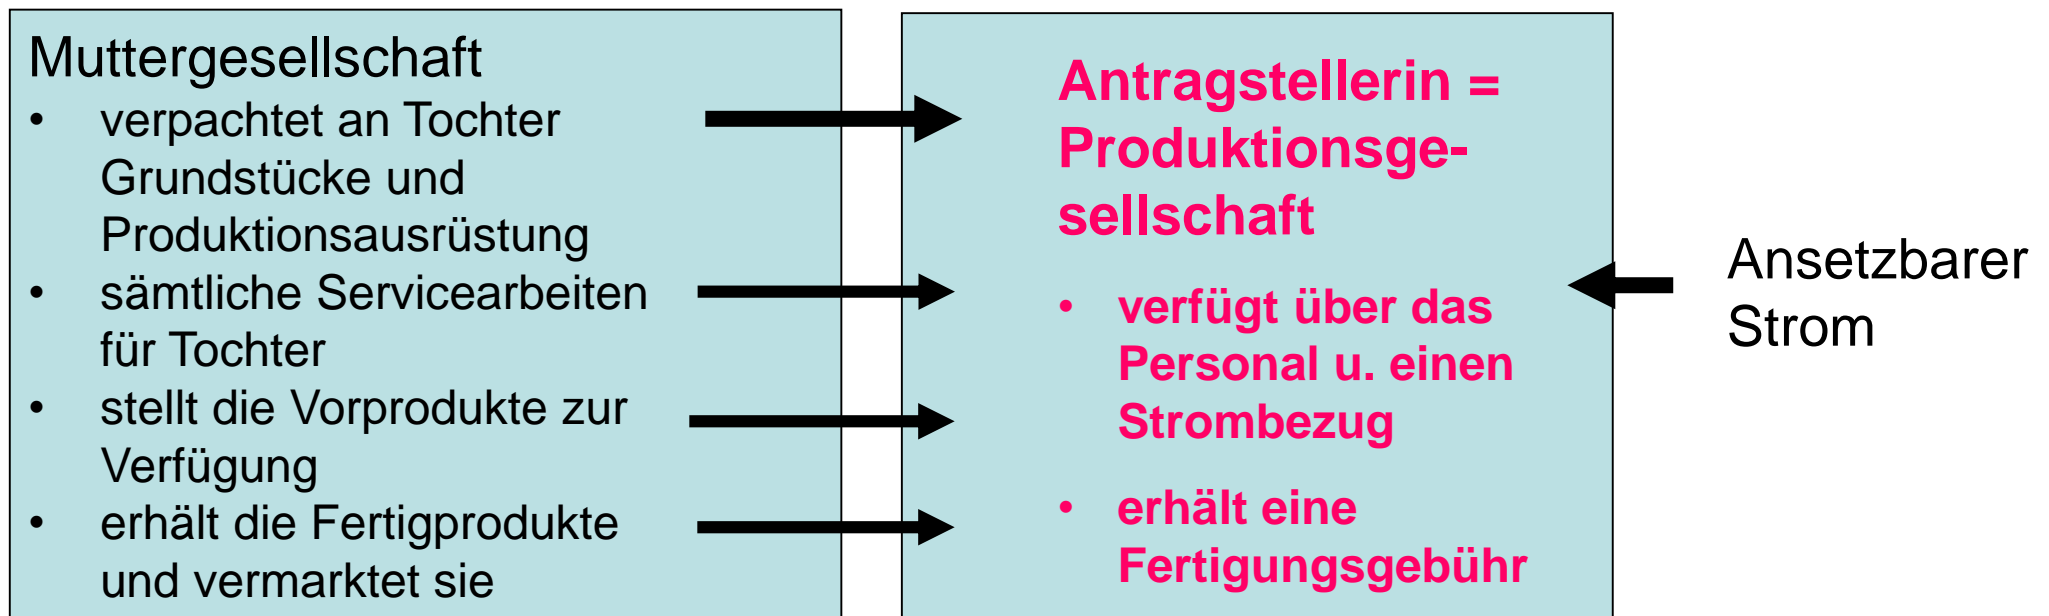 Muttergesellschaft
• verpachtet an Tochter
Grundstücke und
Produktionsausrüstung
• sämtliche Servicearbeiten
für Tochter
• stellt die Vorprodukte zur
Verfügung
• erhält die Fertigprodukte
und vermarktet sie
Antragstellerin =
Produktionsge-
sellschaft
• verfügt über das
Personal u. einen
Strombezug
• erhält eine
Fertigungsgebühr
Ansetzbarer
Strom